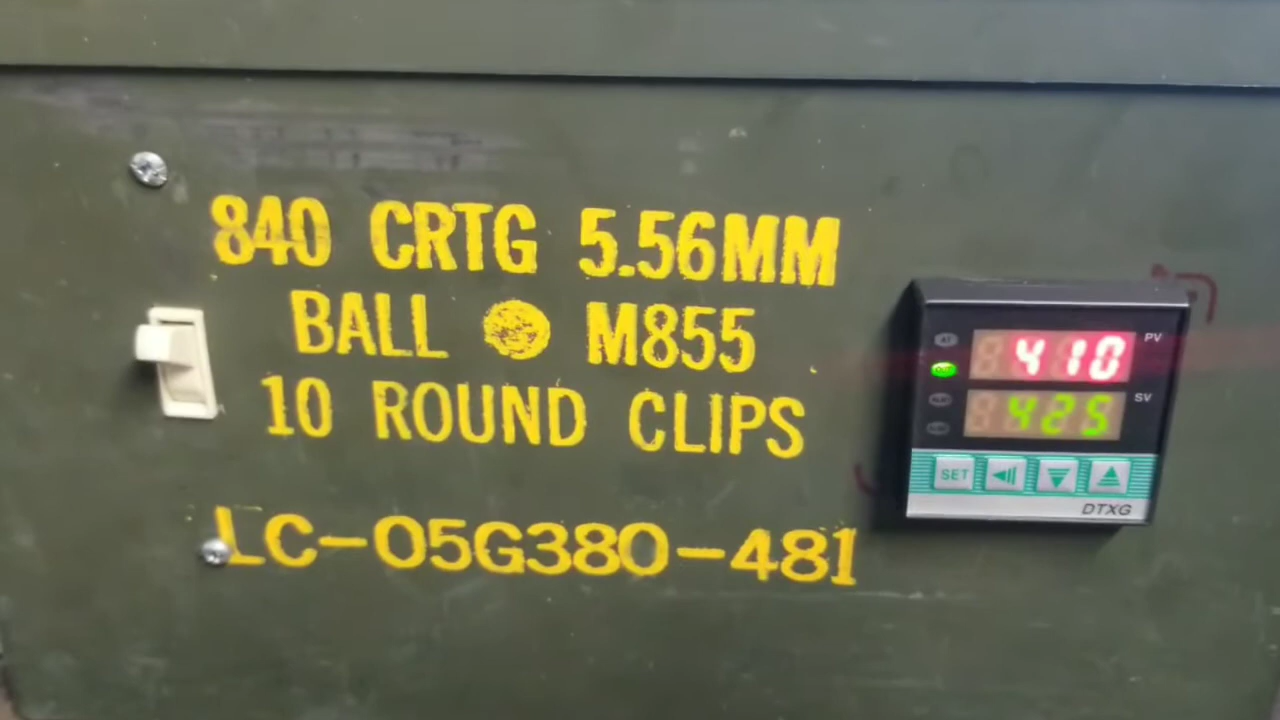 840 CRTG 5.56MM
BALL M855
10 ROUND CLIPS
LC-05G380-481
410 PV
425 SV
SET
DTXG